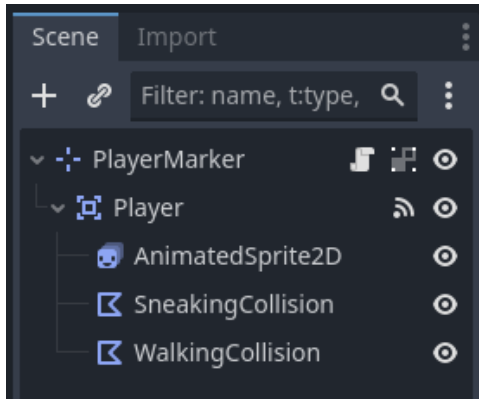 Scene Import
Filter: name, t:type,
PlayerMarker
Player
AnimatedSprite2D
SneakingCollision
WalkingCollision